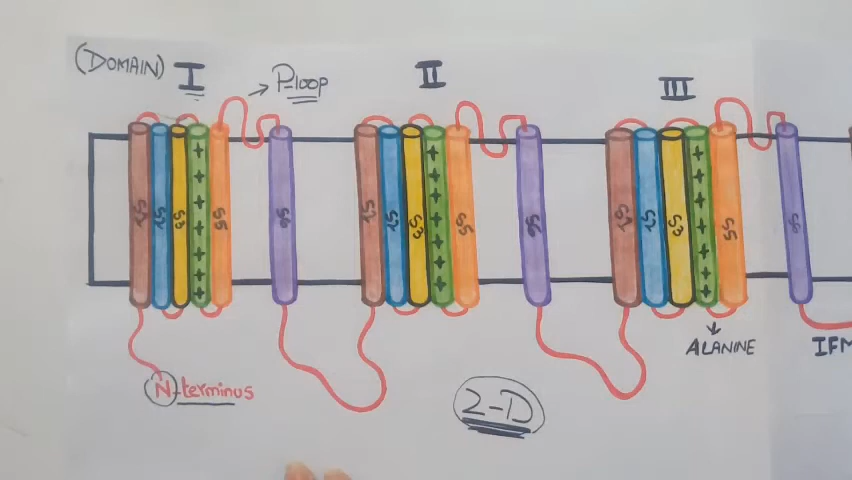 (DOMAIN) I
P-loop
II
III
S1 S2 S3 + + + + + + + S5 S6
S1 S2 S3 + + + + + + S5 S6
S1 S2 S3 + + + + + + + S5 S6
ALANINE
IFM
N-terminus
2-D